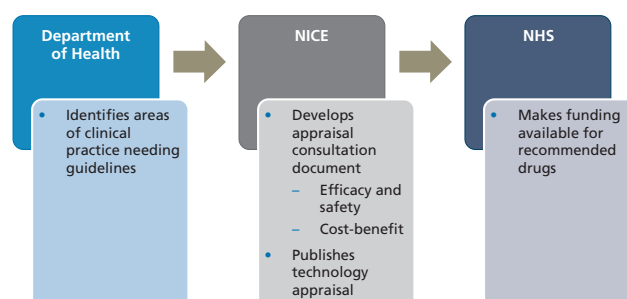 Department
of Health
• Identifies areas
of clinical
practice needing
guidelines
NICE
• Develops
appraisal
consultation
document
– Efficacy and
safety
– Cost-benefit
• Publishes
technology
appraisal
NHS
• Makes funding
available for
recommended
drugs